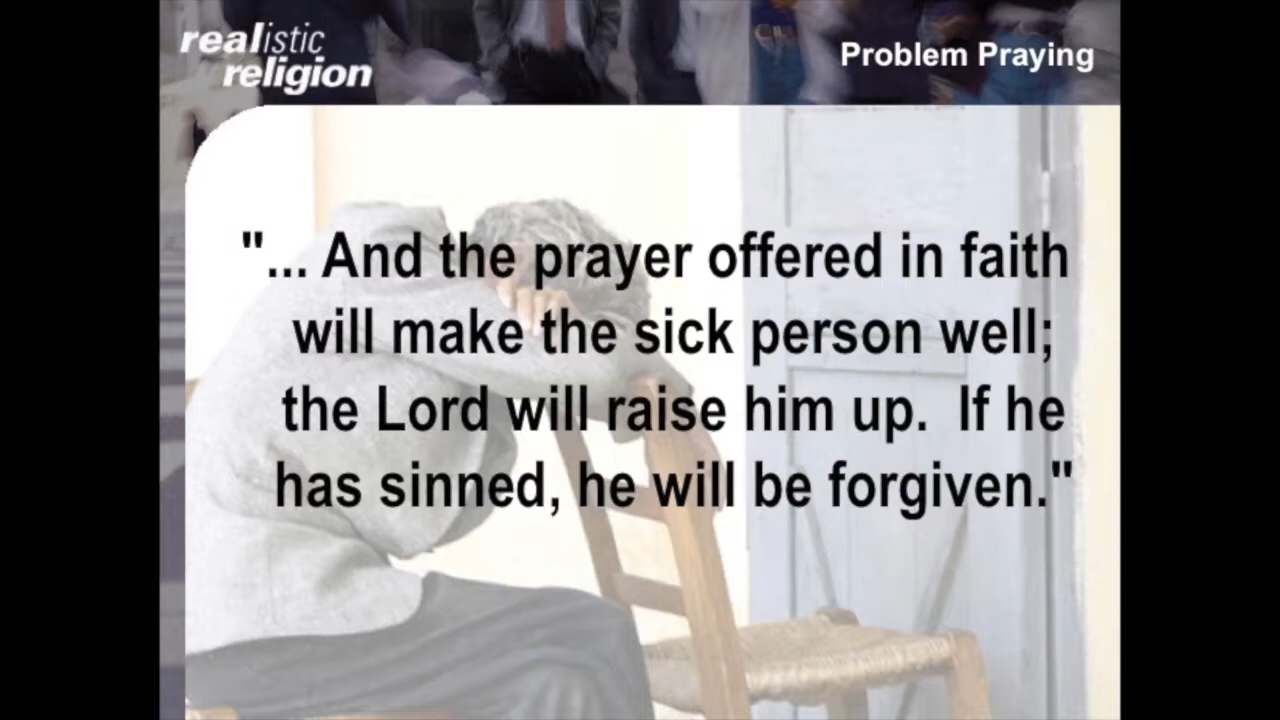 realistic
religion
Problem Praying
"... And the prayer offered in faith
will make the sick person well;
the Lord will raise him up.  If he
has sinned, he will be forgiven."